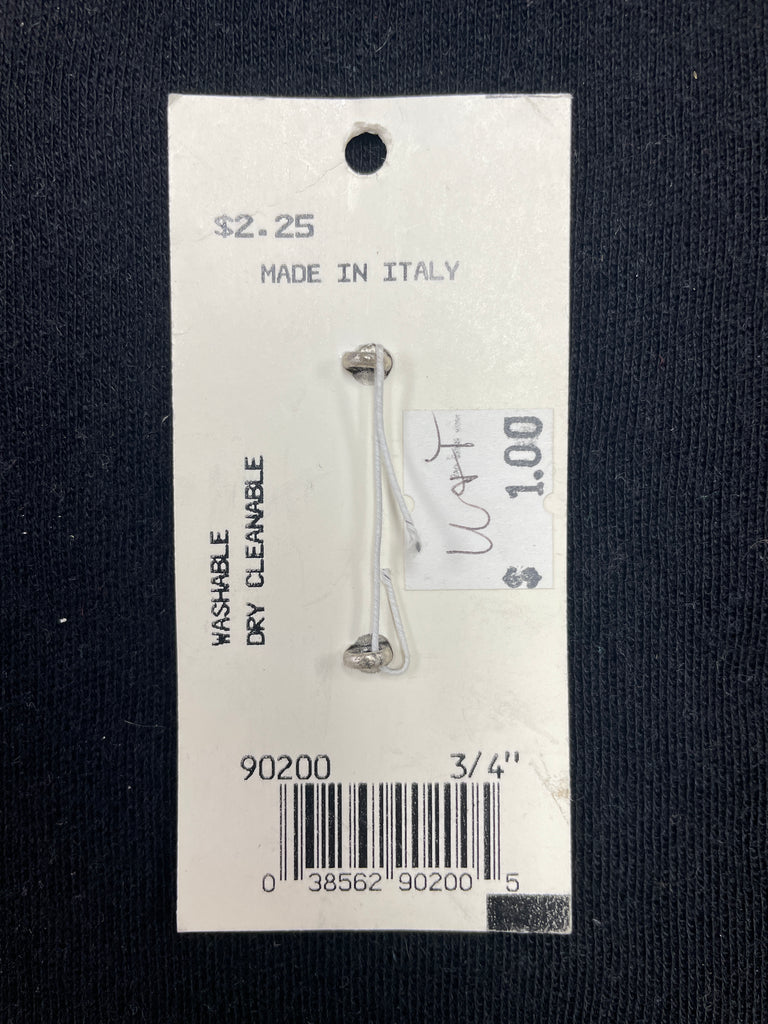 $2.25
MADE IN ITALY
WASHABLE
DRY CLEANABLE
$ 1.00
90200 3/4"
0 38562 90200 5